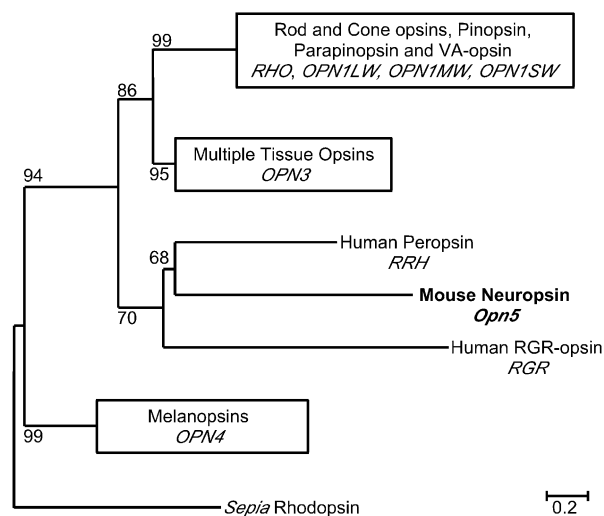 99
Rod and Cone opsins, Pinopsin,
Parapinopsin and VA-opsin
RHO, OPN1LW, OPN1MW, OPN1SW
86
Multiple Tissue Opsins
OPN3
95
94
Human Peropsin
RRH
68
Mouse Neuropsin
Opn5
70
Human RGR-opsin
RGR
Melanopsins
OPN4
99
Sepia Rhodopsin
0.2